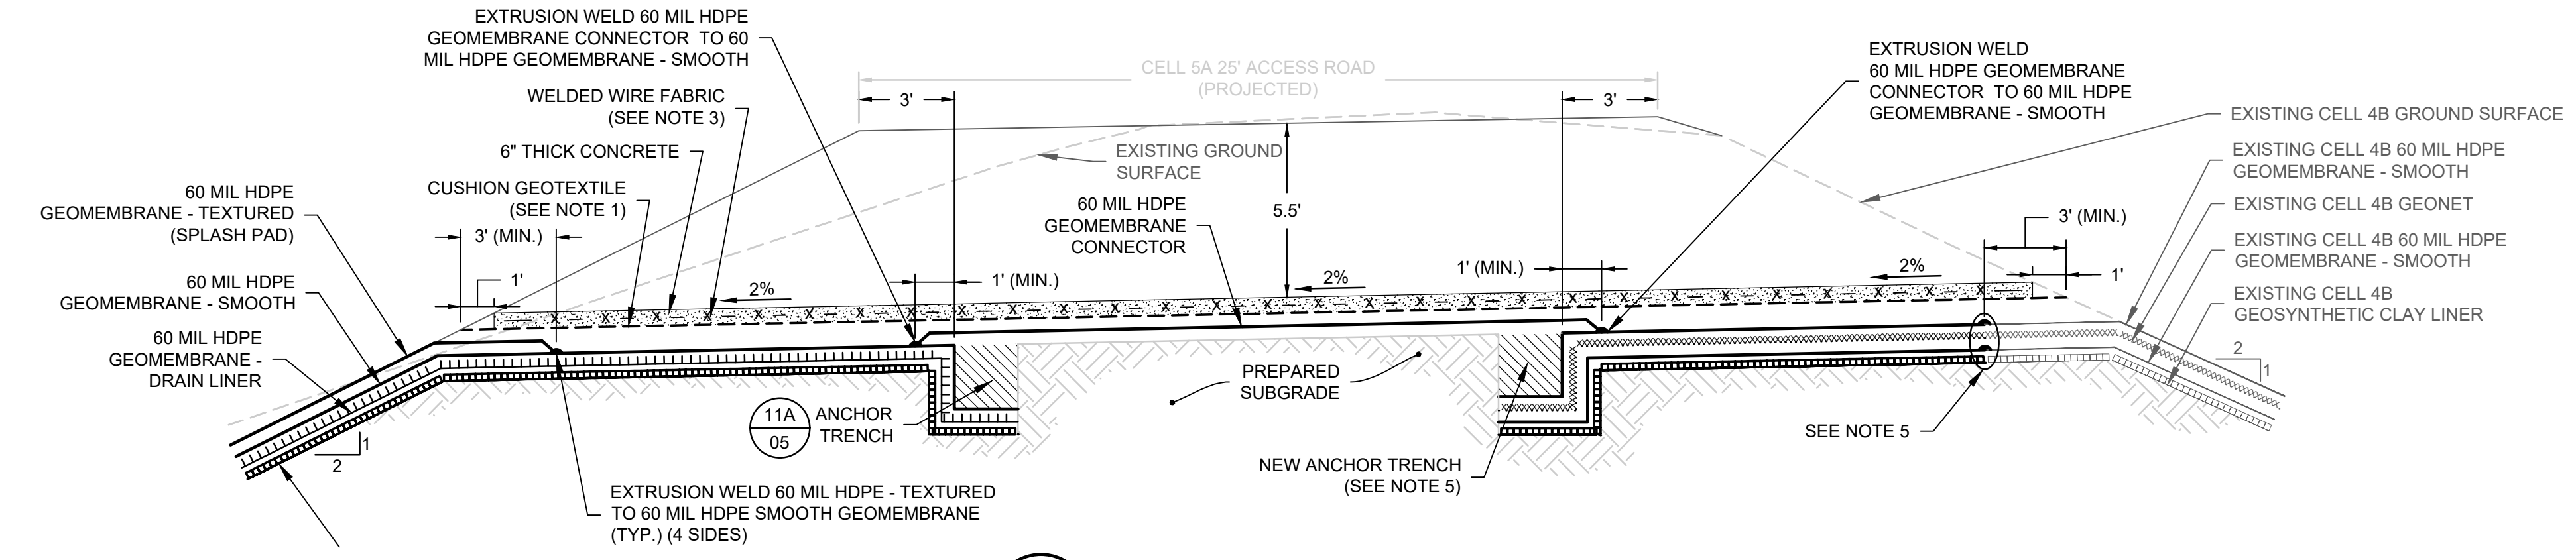 EXTRUSION WELD 60 MIL HDPE
GEOMEMBRANE CONNECTOR TO 60
MIL HDPE GEOMEMBRANE - SMOOTH
WELDED WIRE FABRIC
(SEE NOTE 3)
6" THICK CONCRETE
CUSHION GEOTEXTILE
(SEE NOTE 1)
60 MIL HDPE
GEOMEMBRANE - TEXTURED
(SPLASH PAD)
3' (MIN.)
1'
60 MIL HDPE
GEOMEMBRANE - SMOOTH
60 MIL HDPE
GEOMEMBRANE -
DRAIN LINER
1
2
CELL 5A 25' ACCESS ROAD
(PROJECTED)
3'
3'
EXISTING GROUND
SURFACE
5.5'
60 MIL HDPE
GEOMEMBRANE
CONNECTOR
1' (MIN.)
1' (MIN.)
2%
2%
2%
11A
05
ANCHOR
TRENCH
PREPARED
SUBGRADE
NEW ANCHOR TRENCH
(SEE NOTE 5)
EXTRUSION WELD 60 MIL HDPE - TEXTURED
TO 60 MIL HDPE SMOOTH GEOMEMBRANE
(TYP.) (4 SIDES)
EXTRUSION WELD
60 MIL HDPE GEOMEMBRANE
CONNECTOR TO 60 MIL HDPE
GEOMEMBRANE - SMOOTH
EXISTING CELL 4B GROUND SURFACE
EXISTING CELL 4B 60 MIL HDPE
GEOMEMBRANE - SMOOTH
EXISTING CELL 4B GEONET
EXISTING CELL 4B 60 MIL HDPE
GEOMEMBRANE - SMOOTH
EXISTING CELL 4B
GEOSYNTHETIC CLAY LINER
3' (MIN.)
1'
2
1
SEE NOTE 5